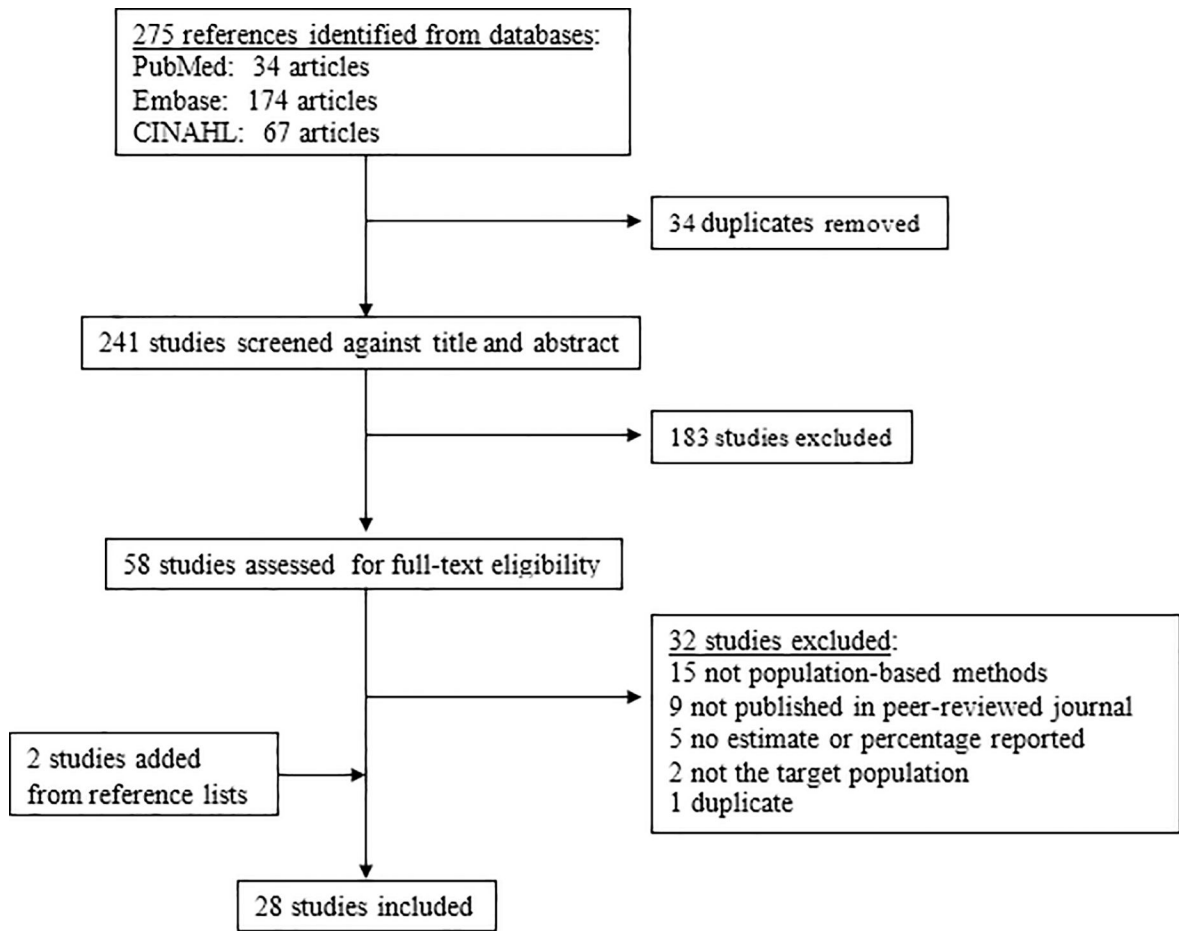 275 references identified from databases:
PubMed: 34 articles
Embase: 174 articles
CINAHL: 67 articles
34 duplicates removed
241 studies screened against title and abstract
183 studies excluded
58 studies assessed for full-text eligibility
32 studies excluded:
15 not population-based methods
9 not published in peer-reviewed journal
5 no estimate or percentage reported
2 not the target population
1 duplicate
2 studies added
from reference lists
28 studies included